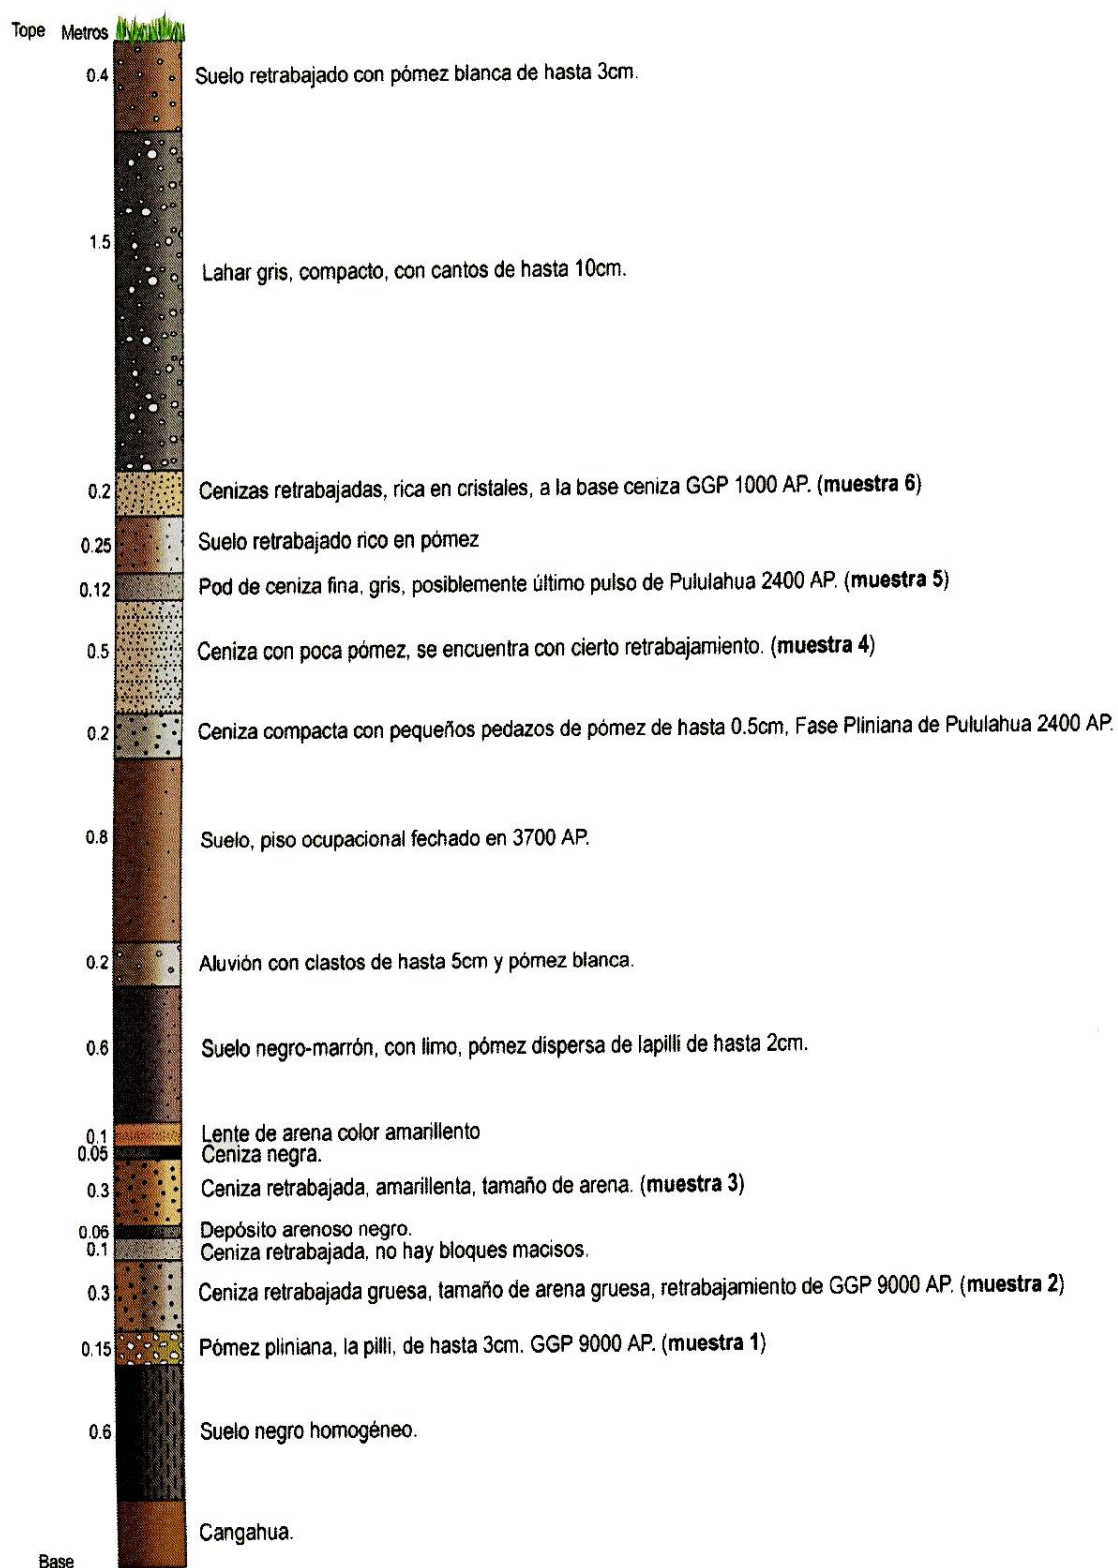 Tope Metros
0.4 Suelo retrabajado con pómez blanca de hasta 3cm.
1.5 Lahar gris, compacto, con cantos de hasta 10cm.
0.2 Cenizas retrabajadas, rica en cristales, a la base ceniza GGP 1000 AP. (muestra 6)
0.25 Suelo retrabajado rico en pómez
0.12 Pod de ceniza fina, gris, posiblemente último pulso de Pululahua 2400 AP. (muestra 5)
0.5 Ceniza con poca pómez, se encuentra con cierto retrabajamiento. (muestra 4)
0.2 Ceniza compacta con pequeños pedazos de pómez de hasta 0.5cm, Fase Pliniana de Pululahua 2400 AP.
0.8 Suelo, piso ocupacional fechado en 3700 AP.
0.2 Aluvión con clastos de hasta 5cm y pómez blanca.
0.6 Suelo negro-marrón, con limo, pómez dispersa de lapilli de hasta 2cm.
0.1 Lente de arena color amarillento
0.05 Ceniza negra.
0.3 Ceniza retrabajada, amarillenta, tamaño de arena. (muestra 3)
0.06 Depósito arenoso negro.
0.1 Ceniza retrabajada, no hay bloques macisos.
0.3 Ceniza retrabajada gruesa, tamaño de arena gruesa, retrabajamiento de GGP 9000 AP. (muestra 2)
0.15 Pómez pliniana, la pilli, de hasta 3cm. GGP 9000 AP. (muestra 1)
0.6 Suelo negro homogéneo.
Cangahua.
Base